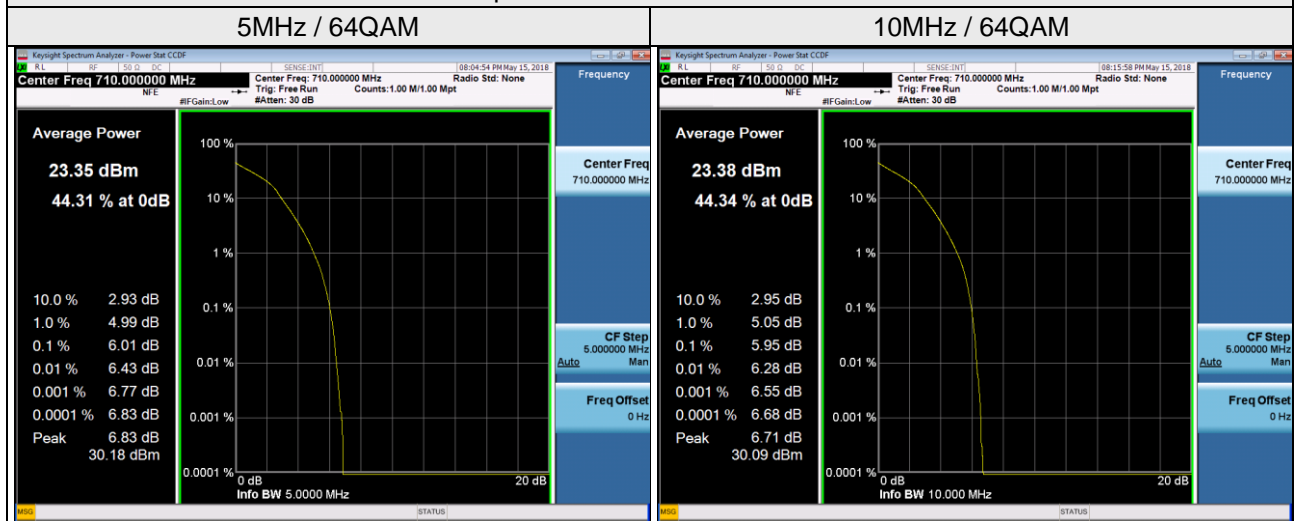 5MHz / 64QAM
Keysight Spectrum Analyzer - Power Stat CCDF
RL RF 50 Ω DC SENSE:INT 08:04:54 PM May 15, 2018
Center Freq 710.000000 MHz Center Freq: 710.000000 MHz Radio Std: None
NFE Trig: Free Run Counts:1.00 M/1.00 Mpt
#IFGain:Low #Atten: 30 dB
Frequency
Average Power
23.35 dBm
44.31 % at 0dB
10.0 % 2.93 dB
1.0 % 4.99 dB
0.1 % 6.01 dB
0.01 % 6.43 dB
0.001 % 6.77 dB
0.0001 % 6.83 dB
Peak 6.83 dB
30.18 dBm
100 %
10 %
1 %
0.1 %
0.01 %
0.001 %
0.0001 %
0 dB 20 dB
Info BW 5.0000 MHz
Center Freq
710.000000 MHz
CF Step
5.000000 MHz
Auto Man
Freq Offset
0 Hz
MSG STATUS
10MHz / 64QAM
Keysight Spectrum Analyzer - Power Stat CCDF
RL RF 50 Ω DC SENSE:INT 08:15:58 PM May 15, 2018
Center Freq 710.000000 MHz Center Freq: 710.000000 MHz Radio Std: None
NFE Trig: Free Run Counts:1.00 M/1.00 Mpt
#IFGain:Low #Atten: 30 dB
Frequency
Average Power
23.38 dBm
44.34 % at 0dB
10.0 % 2.95 dB
1.0 % 5.05 dB
0.1 % 5.95 dB
0.01 % 6.28 dB
0.001 % 6.55 dB
0.0001 % 6.68 dB
Peak 6.71 dB
30.09 dBm
100 %
10 %
1 %
0.1 %
0.01 %
0.001 %
0.0001 %
0 dB 20 dB
Info BW 10.000 MHz
Center Freq
710.000000 MHz
CF Step
5.000000 MHz
Auto Man
Freq Offset
0 Hz
MSG STATUS